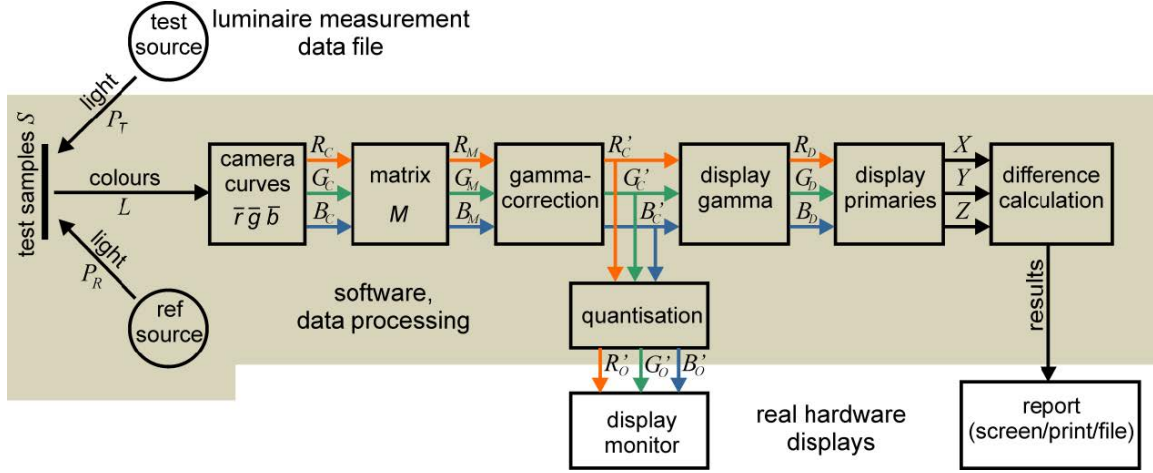 test
source
luminaire measurement
data file
light
P_T
test samples S
colours
L
light
P_R
ref
source
camera
curves
r̄ ḡ b̄
R_C
G_C
B_C
matrix
M
R_M
G_M
B_M
gamma-
correction
R_C'
G_C'
B_C'
display
gamma
R_D
G_D
B_D
display
primaries
X
Y
Z
difference
calculation
software,
data processing
quantisation
results
R_O'
G_O'
B_O'
display
monitor
real hardware
displays
report
(screen/print/file)